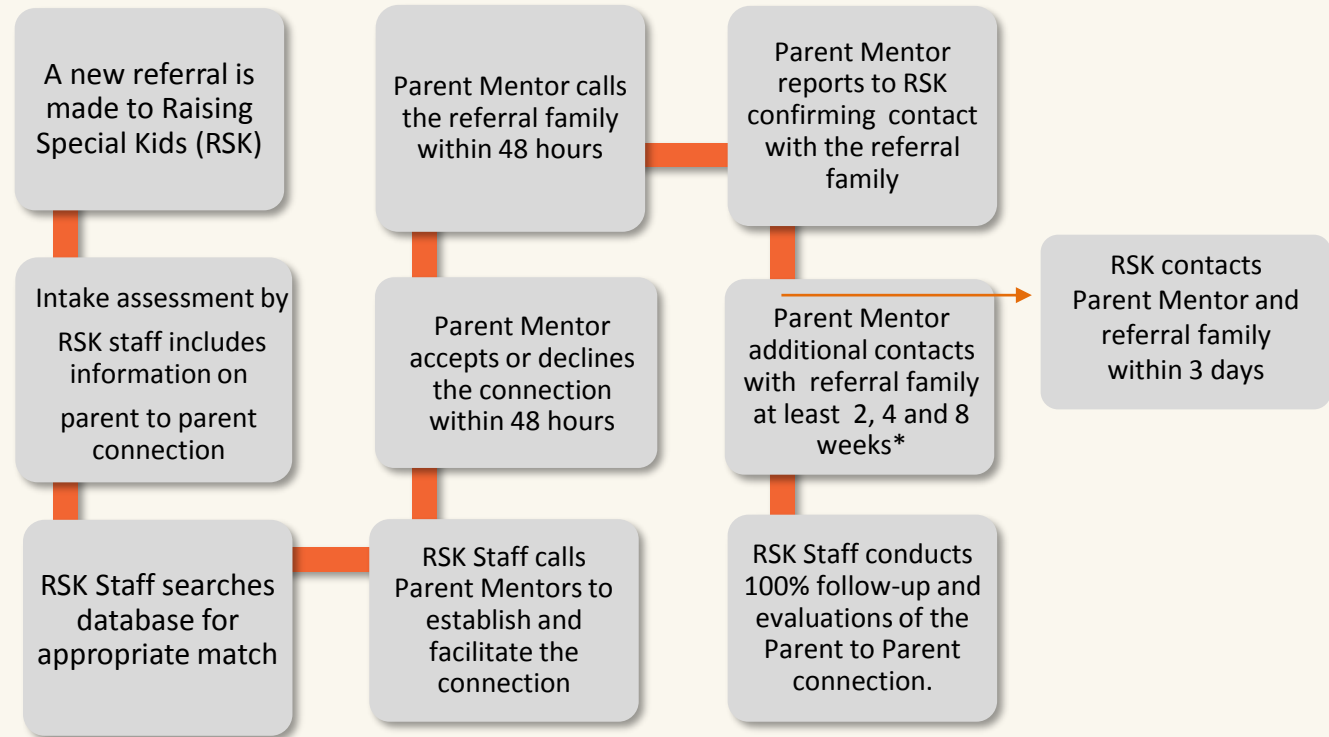 A new referral is
made to Raising
Special Kids (RSK)
Intake assessment by
RSK staff includes
information on
parent to parent
connection
RSK Staff searches
database for
appropriate match
RSK Staff calls
Parent Mentors to
establish and
facilitate the
connection
Parent Mentor
accepts or declines
the connection
within 48 hours
Parent Mentor calls
the referral family
within 48 hours
Parent Mentor
reports to RSK
confirming contact
with the referral
family
Parent Mentor
additional contacts
with referral family
at least 2, 4 and 8
weeks*
RSK contacts
Parent Mentor and
referral family
within 3 days
RSK Staff conducts
100% follow-up and
evaluations of the
Parent to Parent
connection.